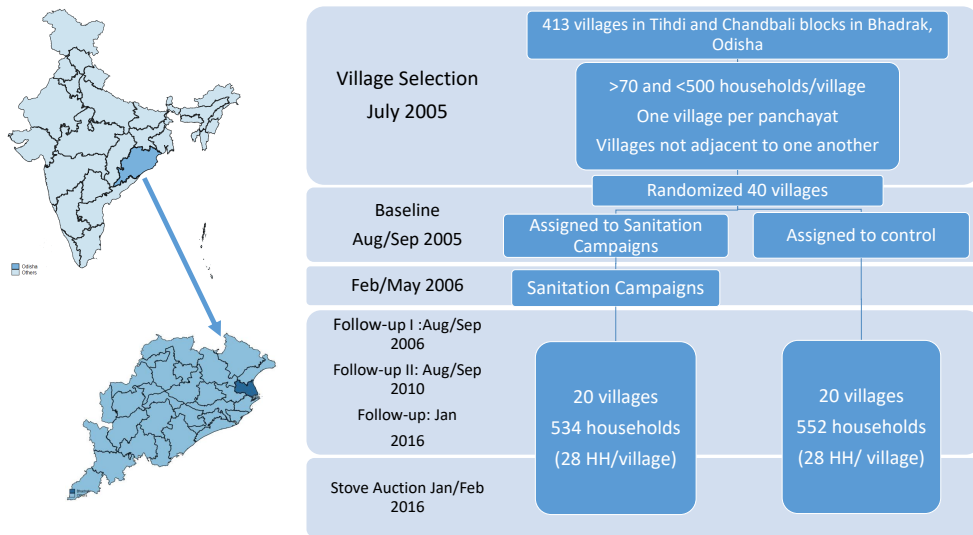 413 villages in Tihdi and Chandbali blocks in Bhadrak,
Odisha
Village Selection
July 2005
>70 and <500 households/village
One village per panchayat
Villages not adjacent to one another
Randomized 40 villages
Baseline
Aug/Sep 2005
Assigned to Sanitation
Campaigns
Assigned to control
Feb/May 2006
Sanitation Campaigns
Follow-up I :Aug/Sep
2006
Follow-up II: Aug/Sep
2010
Follow-up: Jan
2016
20 villages
534 households
(28 HH/village)
20 villages
552 households
(28 HH/ village)
Stove Auction Jan/Feb
2016
Odisha
Others